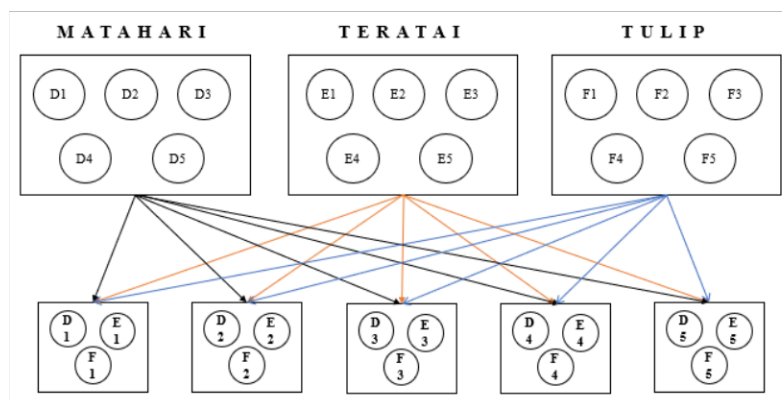 MATAHARI TERATAI TULIP
D1 D2 D3 E1 E2 E3 F1 F2 F3
D4 D5 E4 E5 F4 F5
D E D E D E D E D E
1 1 2 2 3 3 4 4 5 5
F F F F F
1 2 3 4 5